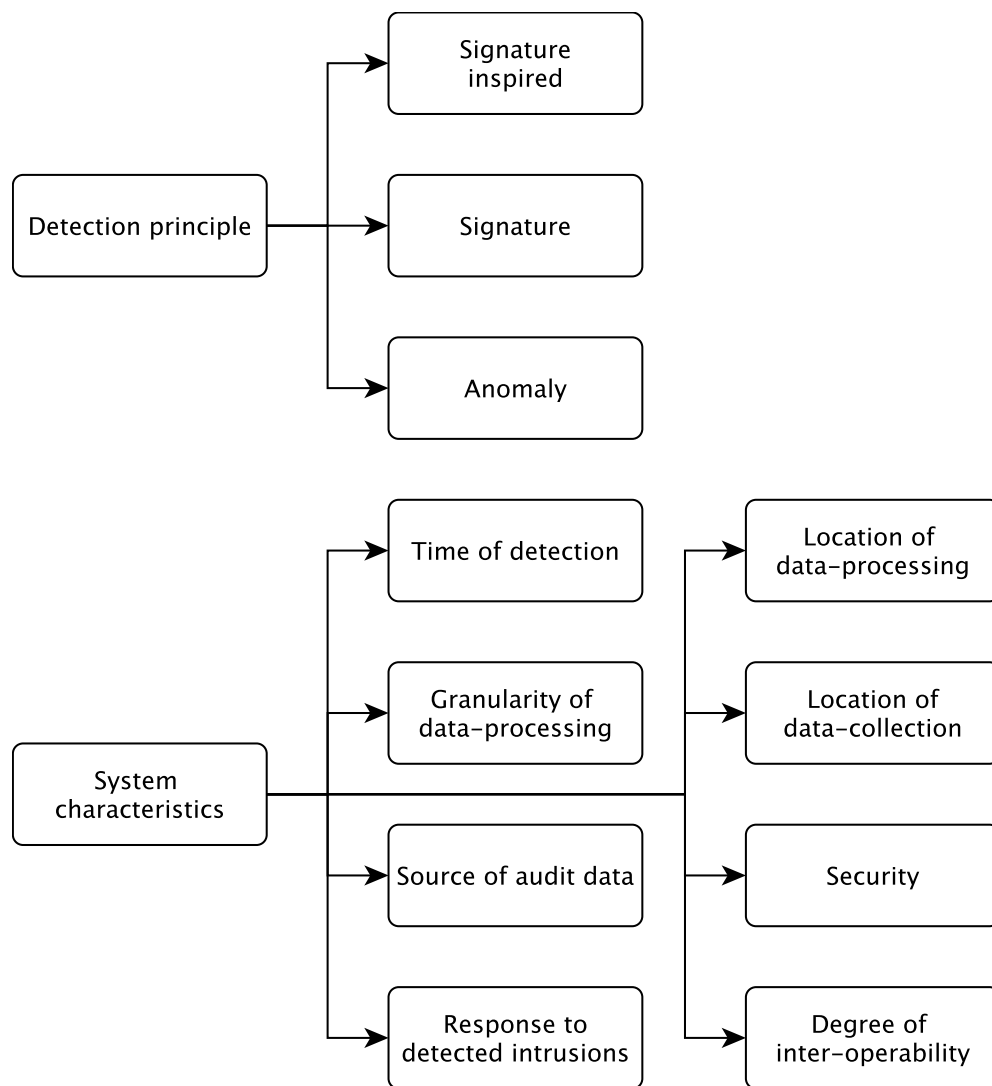 Signature
inspired
Detection principle
Signature
Anomaly
Time of detection
Location of
data-processing
Granularity of
data-processing
Location of
data-collection
System
characteristics
Source of audit data
Security
Response to
detected intrusions
Degree of
inter-operability